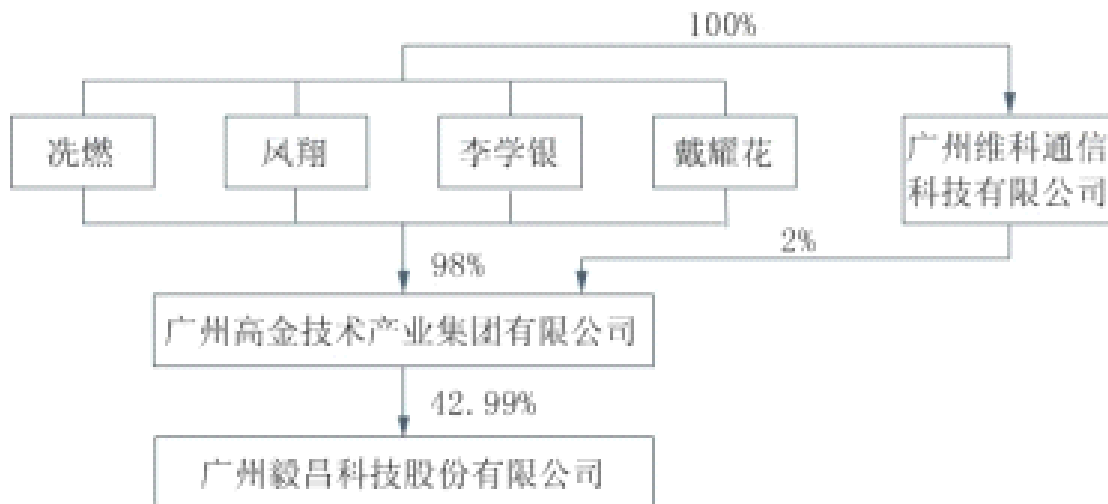 100%
冼燃
凤翔
李学银
戴耀花
广州维科通信
科技有限公司
2%
98%
广州高金技术产业集团有限公司
42.99%
广州毅昌科技股份有限公司